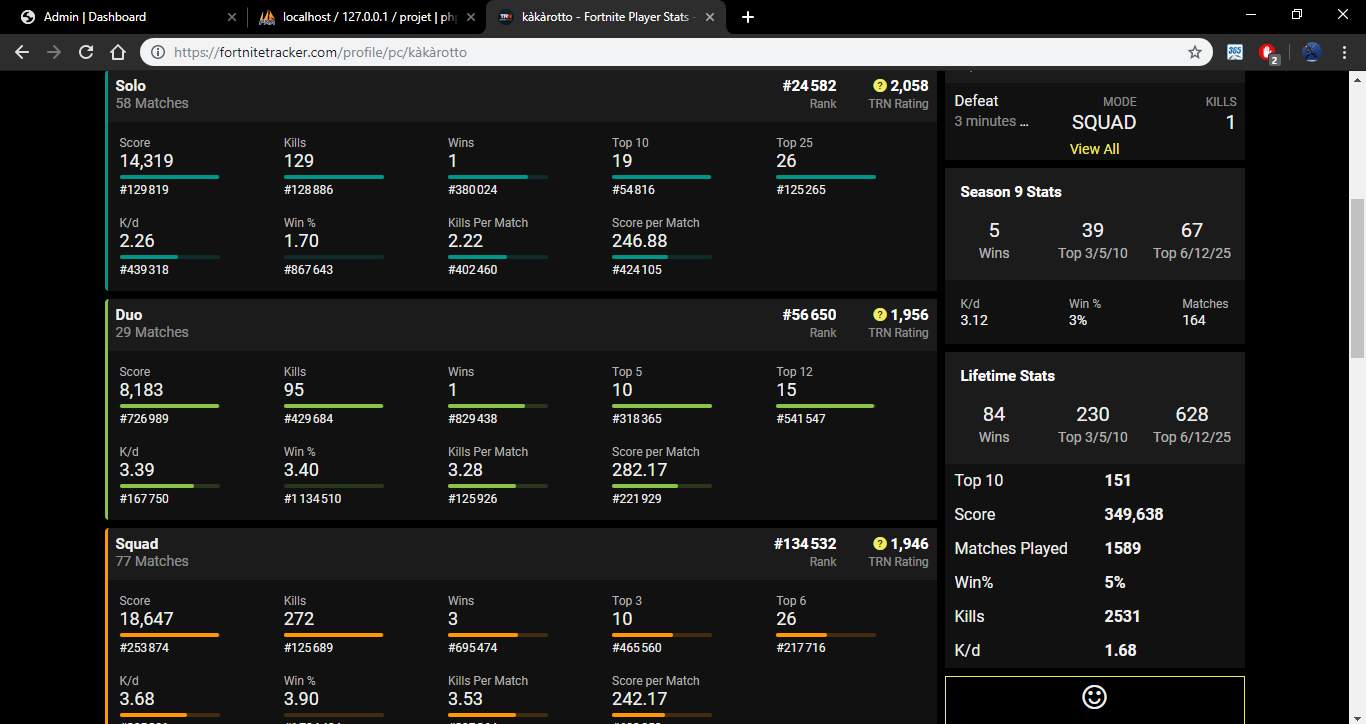 Admin | Dashboard
localhost / 127.0.0.1 / projet | php
kàkàrotto - Fortnite Player Stats -
https://fortnitetracker.com/profile/pc/kàkàrotto
365
2
Solo
58 Matches
#24 582
Rank
? 2,058
TRN Rating
Score
14,319
#129 819
Kills
129
#128 886
Wins
1
#380 024
Top 10
19
#54 816
Top 25
26
#125 265
K/d
2.26
#439 318
Win %
1.70
#867 643
Kills Per Match
2.22
#402 460
Score per Match
246.88
#424 105
Duo
29 Matches
#56 650
Rank
? 1,956
TRN Rating
Score
8,183
#726 989
Kills
95
#429 684
Wins
1
#829 438
Top 5
10
#318 365
Top 12
15
#541 547
K/d
3.39
#167 750
Win %
3.40
#1 134 510
Kills Per Match
3.28
#125 926
Score per Match
282.17
#221 929
Squad
77 Matches
#134 532
Rank
? 1,946
TRN Rating
Score
18,647
#253 874
Kills
272
#125 689
Wins
3
#695 474
Top 3
10
#465 560
Top 6
26
#217 716
K/d
3.68
Win %
3.90
Kills Per Match
3.53
Score per Match
242.17
Defeat
3 minutes ...
MODE
SQUAD
KILLS
1
View All
Season 9 Stats
5
Wins
39
Top 3/5/10
67
Top 6/12/25
K/d
3.12
Win %
3%
Matches
164
Lifetime Stats
84
Wins
230
Top 3/5/10
628
Top 6/12/25
Top 10 151
Score 349,638
Matches Played 1589
Win% 5%
Kills 2531
K/d 1.68